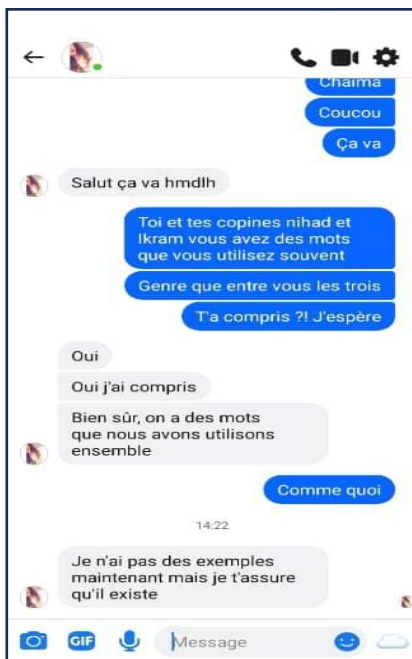 Chaima
Coucou
Ça va
Salut ça va hmdlh
Toi et tes copines nihad et
Ikram vous avez des mots
que vous utilisez souvent
Genre que entre vous les trois
T'a compris ?! J'espère
Oui
Oui j'ai compris
Bien sûr, on a des mots
que nous avons utilisons
ensemble
Comme quoi
14:22
Je n'ai pas des exemples
maintenant mais je t'assure
qu'il existe
GIF
Message